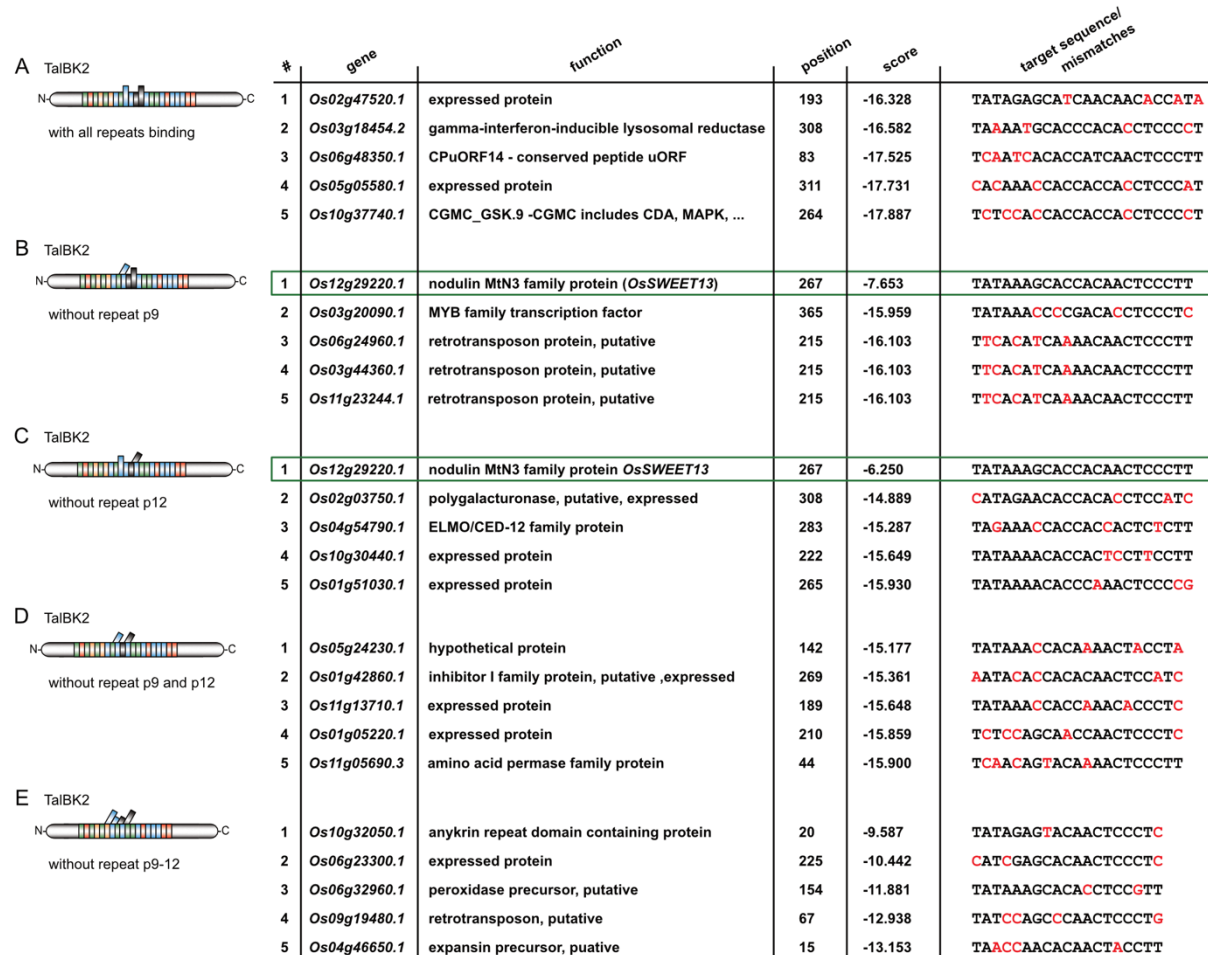 # gene function position score target sequence/ mismatches
A TalBK2
N- -C
with all repeats binding
1 Os02g47520.1 expressed protein 193 -16.328 TATAGAGCATCAACAACACCATA
2 Os03g18454.2 gamma-interferon-inducible lysosomal reductase 308 -16.582 TAAAATGCACCCACACCTCCCCT
3 Os06g48350.1 CPuORF14 - conserved peptide uORF 83 -17.525 TCAATCACACCATCAACTCCCTT
4 Os05g05580.1 expressed protein 311 -17.731 CACAAACCACCACCACCTCCCAT
5 Os10g37740.1 CGMC_GSK.9 -CGMC includes CDA, MAPK, ... 264 -17.887 TCTCCACCACCACCACCTCCCCT
B TalBK2
N- -C
without repeat p9
1 Os12g29220.1 nodulin MtN3 family protein (OsSWEET13) 267 -7.653 TATAAAGCACCACAACTCCCTT
2 Os03g20090.1 MYB family transcription factor 365 -15.959 TATAAACCCCGACACCTCCCTC
3 Os06g24960.1 retrotransposon protein, putative 215 -16.103 TTCACATCAAAACAACTCCCTT
4 Os03g44360.1 retrotransposon protein, putative 215 -16.103 TTCACATCAAAACAACTCCCTT
5 Os11g23244.1 retrotransposon protein, putative 215 -16.103 TTCACATCAAAACAACTCCCTT
C TalBK2
N- -C
without repeat p12
1 Os12g29220.1 nodulin MtN3 family protein OsSWEET13 267 -6.250 TATAAAGCACCACAACTCCCTT
2 Os02g03750.1 polygalacturonase, putative, expressed 308 -14.889 CATAGAACACCACACCTCCATC
3 Os04g54790.1 ELMO/CED-12 family protein 283 -15.287 TAGAAACCACCACCACTCTCTT
4 Os10g30440.1 expressed protein 222 -15.649 TATAAAACACCACTCCTTCCTT
5 Os01g51030.1 expressed protein 265 -15.930 TATAAAACACCCAAACTCCCCG
D TalBK2
N- -C
without repeat p9 and p12
1 Os05g24230.1 hypothetical protein 142 -15.177 TATAAACCACAAAACTACCTA
2 Os01g42860.1 inhibitor I family protein, putative ,expressed 269 -15.361 AATACACCACACAACTCCATC
3 Os11g13710.1 expressed protein 189 -15.648 TATAAACCACCAAACACCCTC
4 Os01g05220.1 expressed protein 210 -15.859 TCTCCAGCAACCAACTCCCTC
5 Os11g05690.3 amino acid permase family protein 44 -15.900 TCAACAGTACAAAACTCCCTT
E TalBK2
N- -C
without repeat p9-12
1 Os10g32050.1 anykrin repeat domain containing protein 20 -9.587 TATAGAGTACAACTCCCTC
2 Os06g23300.1 expressed protein 225 -10.442 CATCGAGCACAACTCCCTC
3 Os06g32960.1 peroxidase precursor, putative 154 -11.881 TATAAAGCACACCTCCGTT
4 Os09g19480.1 retrotransposon, putative 67 -12.938 TATCCAGCCCAACTCCCTG
5 Os04g46650.1 expansin precursor, puative 15 -13.153 TAACCAACACAACTACCTT